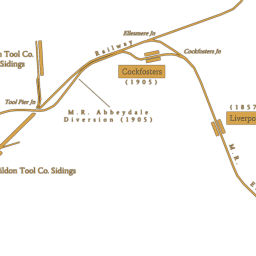 Ellesmere Jn
Railway
Cockfosters Jn
Tool Co.
Sidings
Cockfosters
(1905)
Tool Pier Jn
M.R. Abbeydale
Diversion (1905)
(1857
Liverpo
M.R.
ildon Tool Co. Sidings